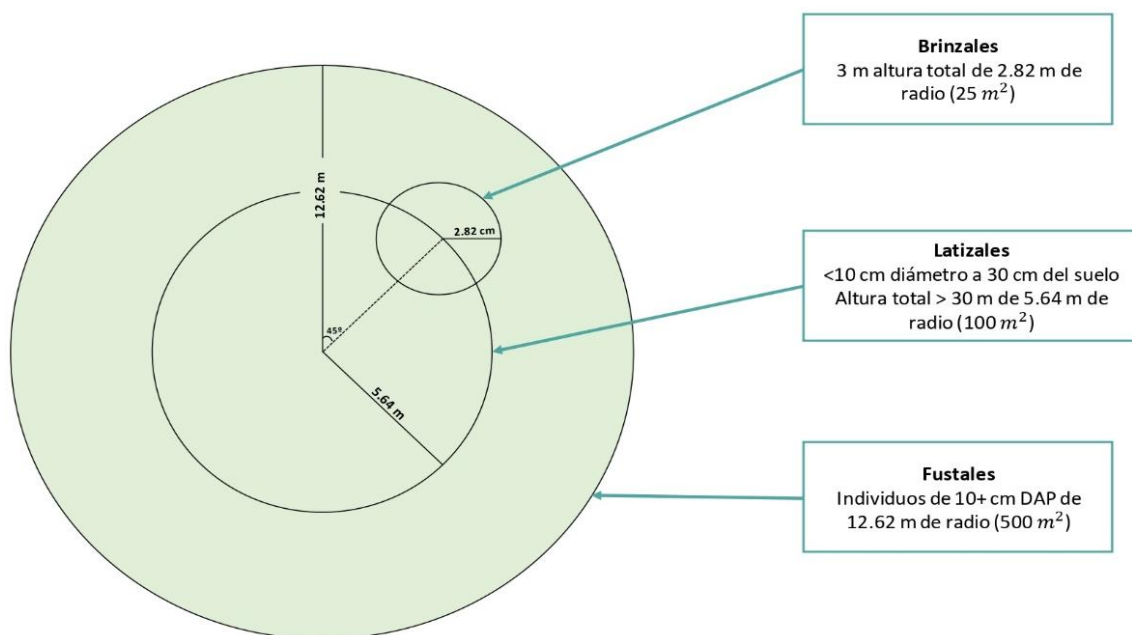 Brinzales
3 m altura total de 2.82 m de
radio (25 m²)
12.62 m
2.82 cm
45º
5.64 m
Latizales
<10 cm diámetro a 30 cm del suelo
Altura total > 30 m de 5.64 m de
radio (100 m²)
Fustales
Individuos de 10+ cm DAP de
12.62 m de radio (500 m²)